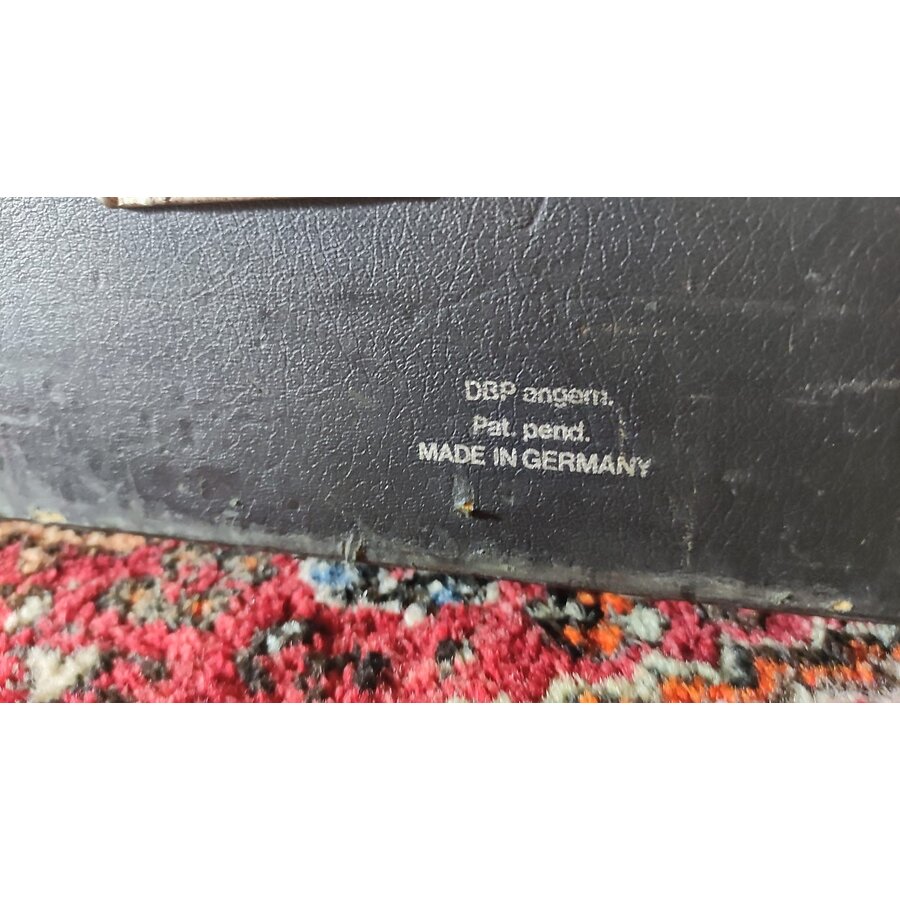 DBP angem.
Pat. pend.
MADE IN GERMANY